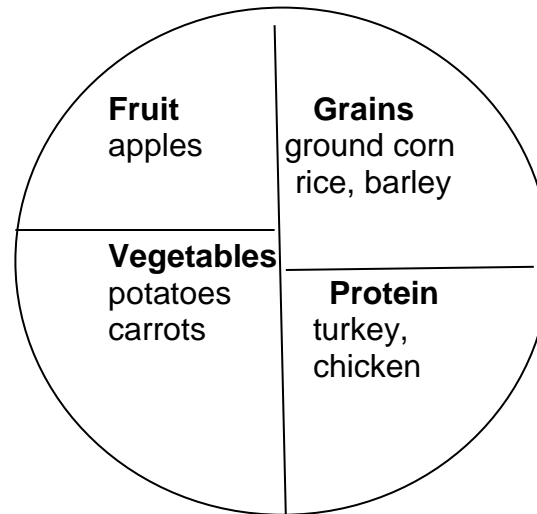 Fruit
apples
Grains
ground corn
rice, barley
Vegetables
potatoes
carrots
Protein
turkey,
chicken